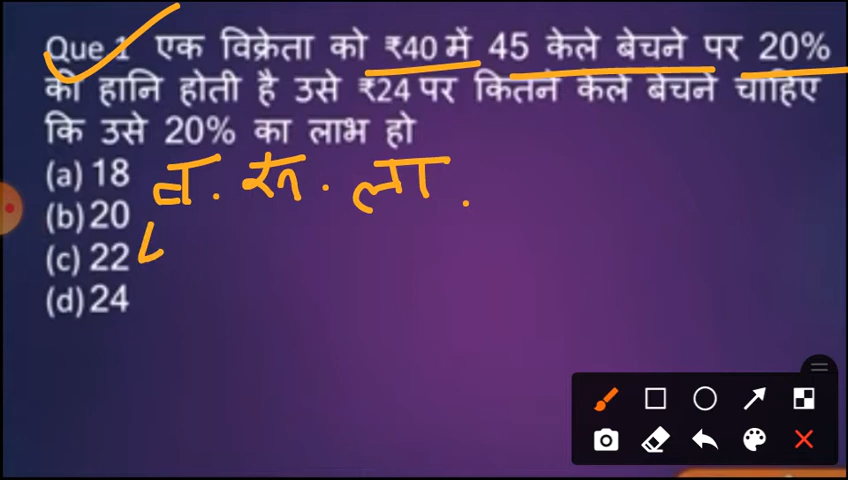 Que 1 एक विक्रेता को ₹40 में 45 केले बेचने पर 20%
की हानि होती है उसे ₹24 पर कितने केले बेचने चाहिए
कि उसे 20% का लाभ हो
(a) 18
(b) 20
(c) 22
(d) 24
व. रू. ला.